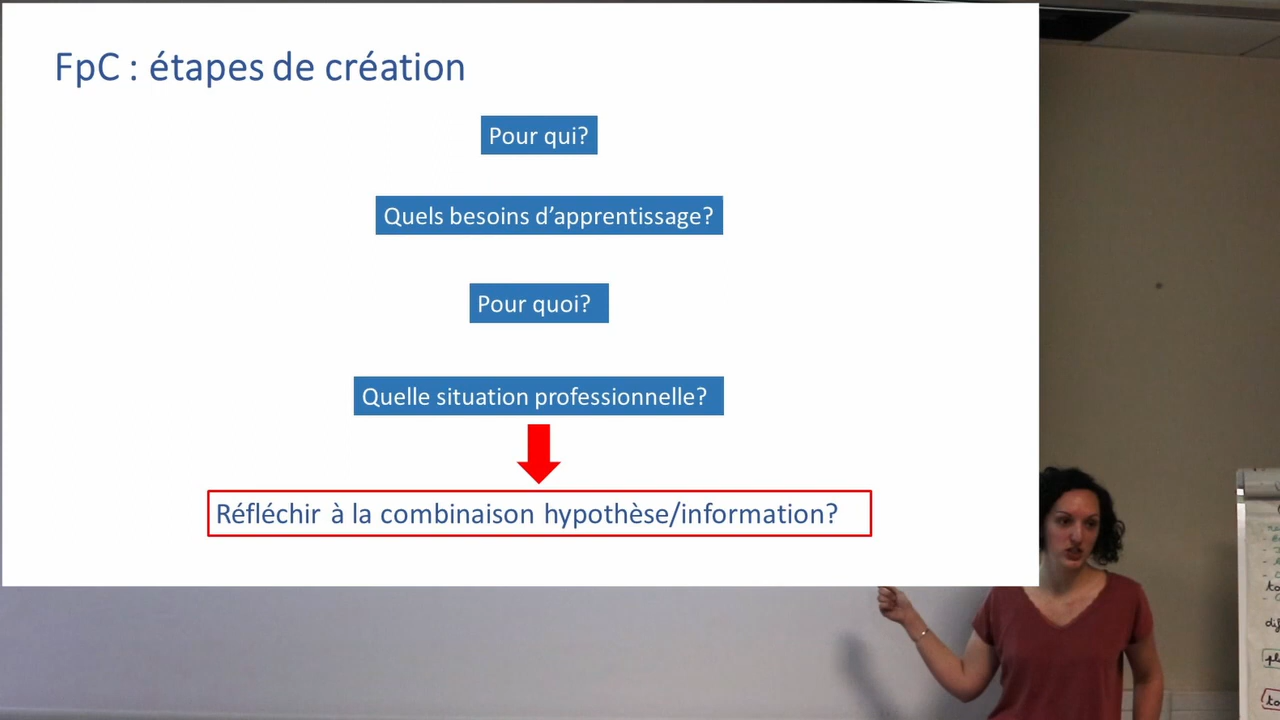 FpC : étapes de création
Pour qui?
Quels besoins d’apprentissage?
Pour quoi?
Quelle situation professionnelle?
Réfléchir à la combinaison hypothèse/information?